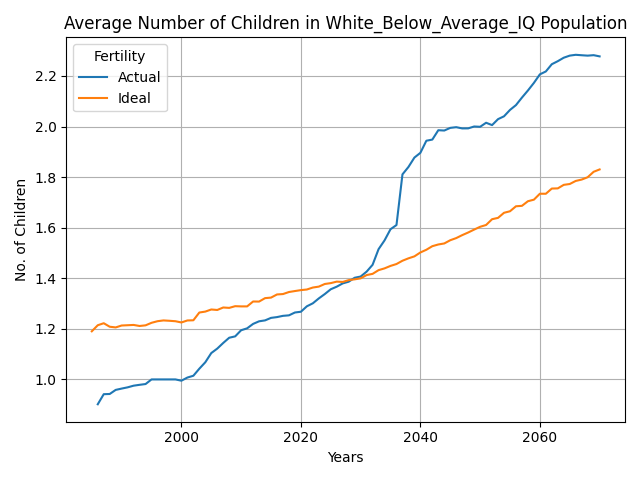 Average Number of Children in White_Below_Average_IQ Population
Fertility
Actual
Ideal
No. of Children
2.2
2.0
1.8
1.6
1.4
1.2
1.0
2000 2020 2040 2060
Years